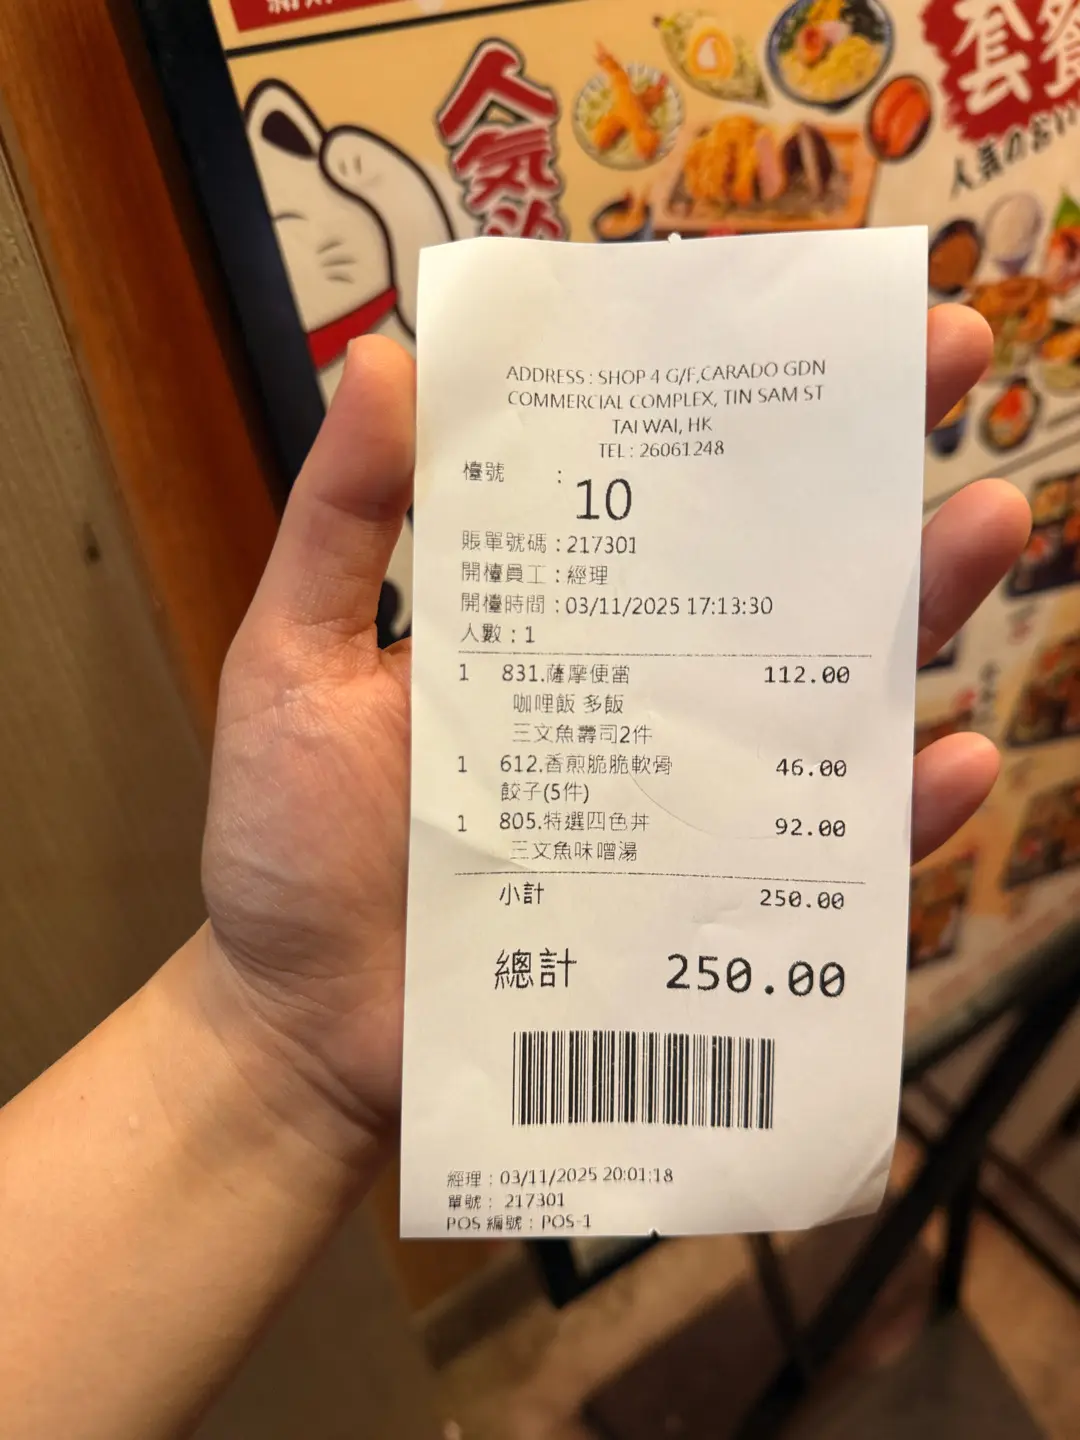 人気
套餐
ADDRESS : SHOP 4 G/F,CARADO GDN
COMMERCIAL COMPLEX, TIN SAM ST
TAI WAI, HK
TEL : 26061248
檯號 :
10
賬單號碼 : 217301
開檯員工 : 經理
開檯時間 : 03/11/2025 17:13:30
人數 : 1
1 831.薩摩便當 112.00
咖哩飯 多飯
三文魚壽司2件
1 612.香煎脆脆軟骨 46.00
餃子(5件)
1 805.特選四色丼 92.00
三文魚味噌湯
小計 250.00
總計 250.00
經理 : 03/11/2025 20:01:18
單號 : 217301
POS 編號 : POS-1